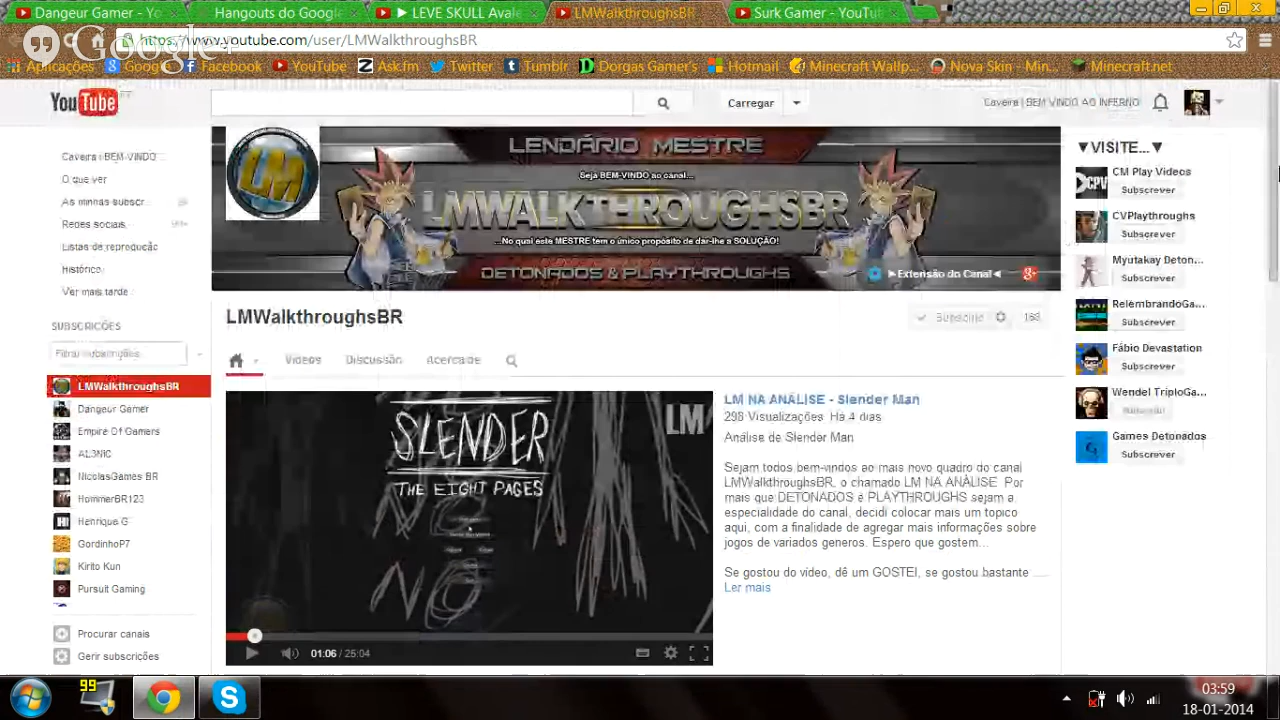 Dangeur Gamer - Yo
Hangouts do Google
► LEVE SKULL Avale
LMWalkthroughsBR
Surk Gamer - YouTub
Google+
https://www.youtube.com/user/LMWalkthroughsBR
Aplicações
Google
Facebook
YouTube
Ask.fm
Twitter
Tumblr
Dorgas Gamer's
Hotmail
Minecraft Wallp...
Nova Skin - Min...
Minecraft.net
YouTube
Carregar
Caveira | BEM VINDO AO INFERNO
Caveira | BEM-VINDO
O que ver
As minhas subscr...
Redes sociais
Listas de reprodução
Histórico
Ver mais tarde
SUBSCRIÇÕES
Filtrar subscrições
LMWalkthroughsBR
Dangeur Gamer
Empire Of Gamers
AL3NIC
NicolasGames BR
HommerBR123
Henrique G
GordinhoP7
Kirito Kun
Pursuit Gaming
Procurar canais
Gerir subscrições
LENDÁRIO MESTRE
Seja BEM-VINDO ao canal...
LMWALKTHROUGHSBR
...No qual este MESTRE tem o único propósito de dar-lhe a SOLUÇÃO!
DETONADOS & PLAYTHROUGHS
►Extensão do Canal◄
LMWalkthroughsBR
Subscrito
168
Vídeos
Discussão
Acerca de
SLENDER
THE EIGHT PAGES
NO
LM
01:06 / 25:04
LM NA ANÁLISE - Slender Man
298 Visualizações Há 4 dias
Análise de Slender Man
Sejam todos bem-vindos ao mais novo quadro do canal
LMWalkthroughsBR, o chamado LM NA ANÁLISE Por
mais que DETONADOS e PLAYTHROUGHS sejam a
especialidade do canal, decidi colocar mais um topico
aqui, com a finalidade de agregar mais informações sobre
jogos de variados generos. Espero que gostem...
Se gostou do vídeo, dê um GOSTEI, se gostou bastante
Ler mais
▼VISITE...▼
CM Play Videos
Subscrever
CVPlaythroughs
Subscrever
Myutakay Deton...
Subscrever
RelembrandoGa...
Subscrever
Fábio Devastation
Subscrever
Wendel TriploGa...
Subscrito
Games Detonados
Subscrever
99
03:59
18-01-2014